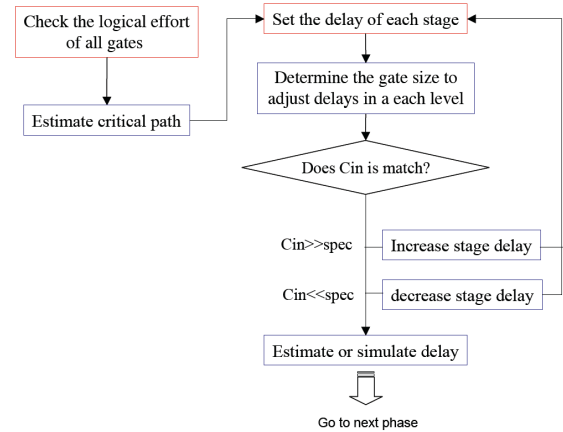 Check the logical effort
of all gates
Estimate critical path
Set the delay of each stage
Determine the gate size to
adjust delays in a each level
Does Cin is match?
Cin>>spec
Increase stage delay
Cin<<spec
decrease stage delay
Estimate or simulate delay
Go to next phase